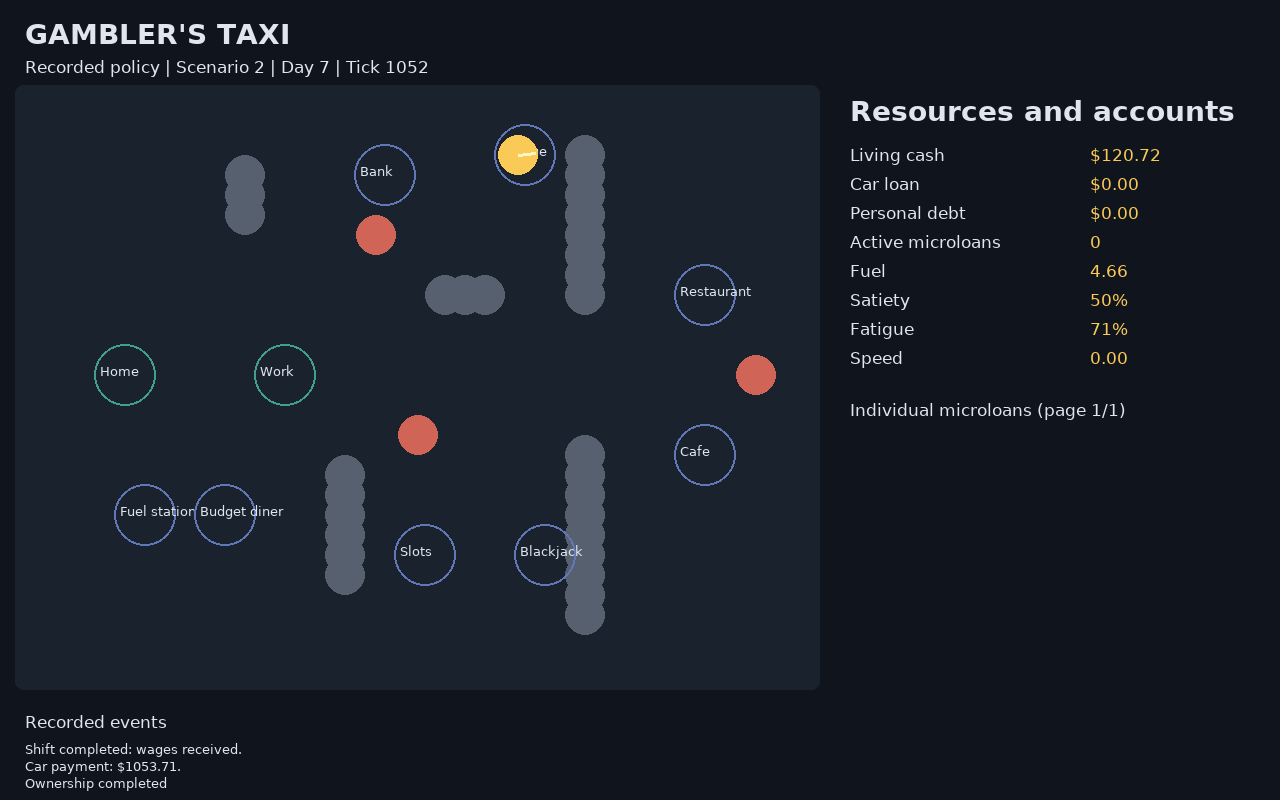 GAMBLER'S TAXI
Recorded policy | Scenario 2 | Day 7 | Tick 1052
Resources and accounts
Living cash $120.72
Car loan $0.00
Personal debt $0.00
Active microloans 0
Fuel 4.66
Satiety 50%
Fatigue 71%
Speed 0.00
Individual microloans (page 1/1)
Bank
Restaurant
Home
Work
Cafe
Fuel station
Budget diner
Slots
Blackjack
Recorded events
Shift completed: wages received.
Car payment: $1053.71.
Ownership completed